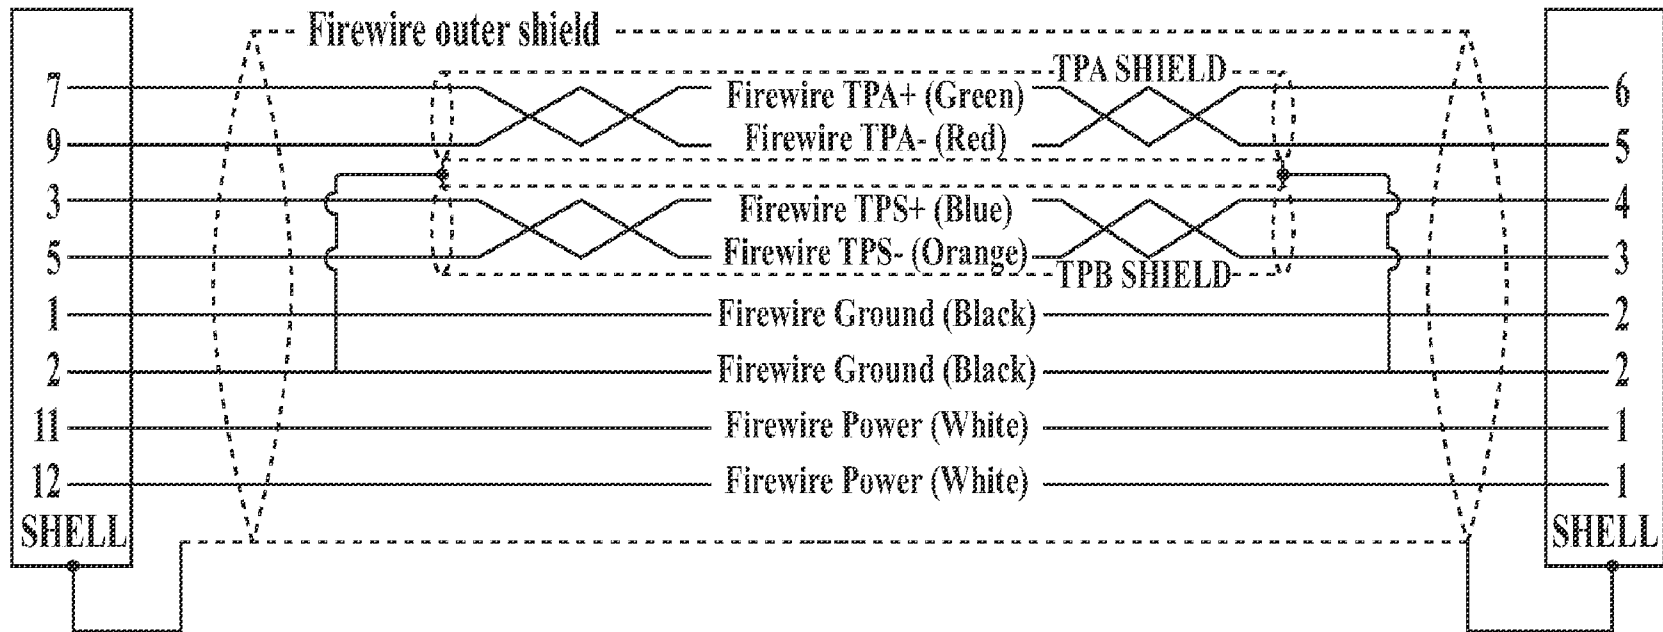 Firewire outer shield
TPA SHIELD
7 Firewire TPA+ (Green) 6
9 Firewire TPA- (Red) 5
3 Firewire TPS+ (Blue) 4
5 Firewire TPS- (Orange) 3
TPB SHIELD
1 Firewire Ground (Black) 2
2 Firewire Ground (Black) 2
11 Firewire Power (White) 1
12 Firewire Power (White) 1
SHELL SHELL